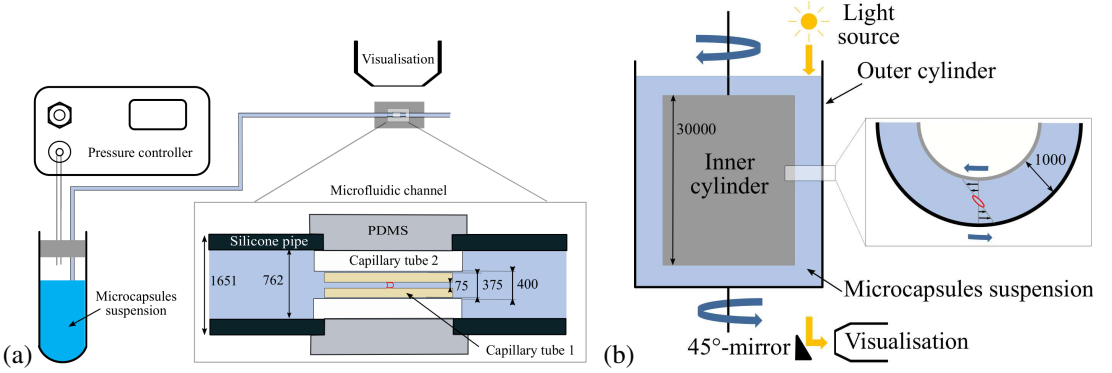 Visualisation
Pressure controller
Microfluidic channel
PDMS
Silicone pipe
Capillary tube 2
1651
762
75
375
400
Capillary tube 1
Microcapsules
suspension
(a)
Light
source
Outer cylinder
30000
Inner
cylinder
1000
Microcapsules suspension
45°-mirror
Visualisation
(b)